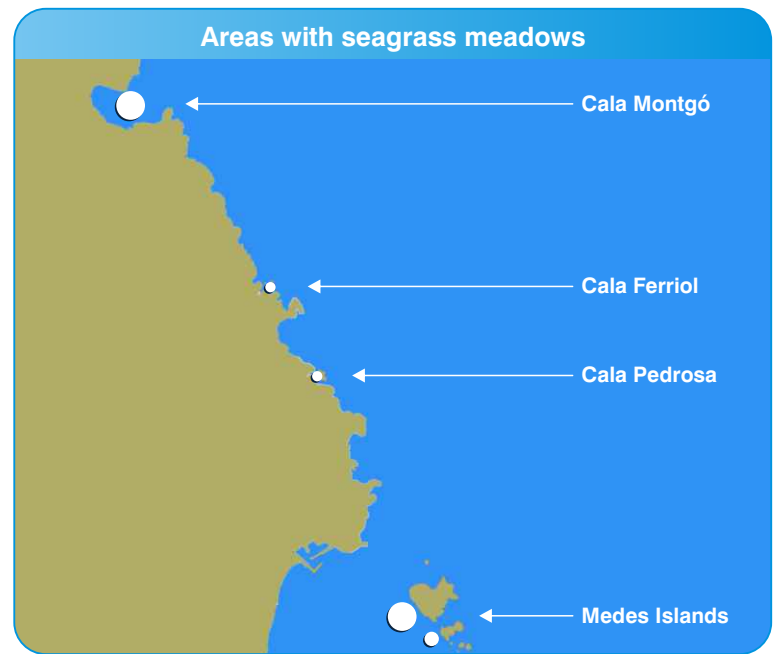 Areas with seagrass meadows
Cala Montgó
Cala Ferriol
Cala Pedrosa
Medes Islands